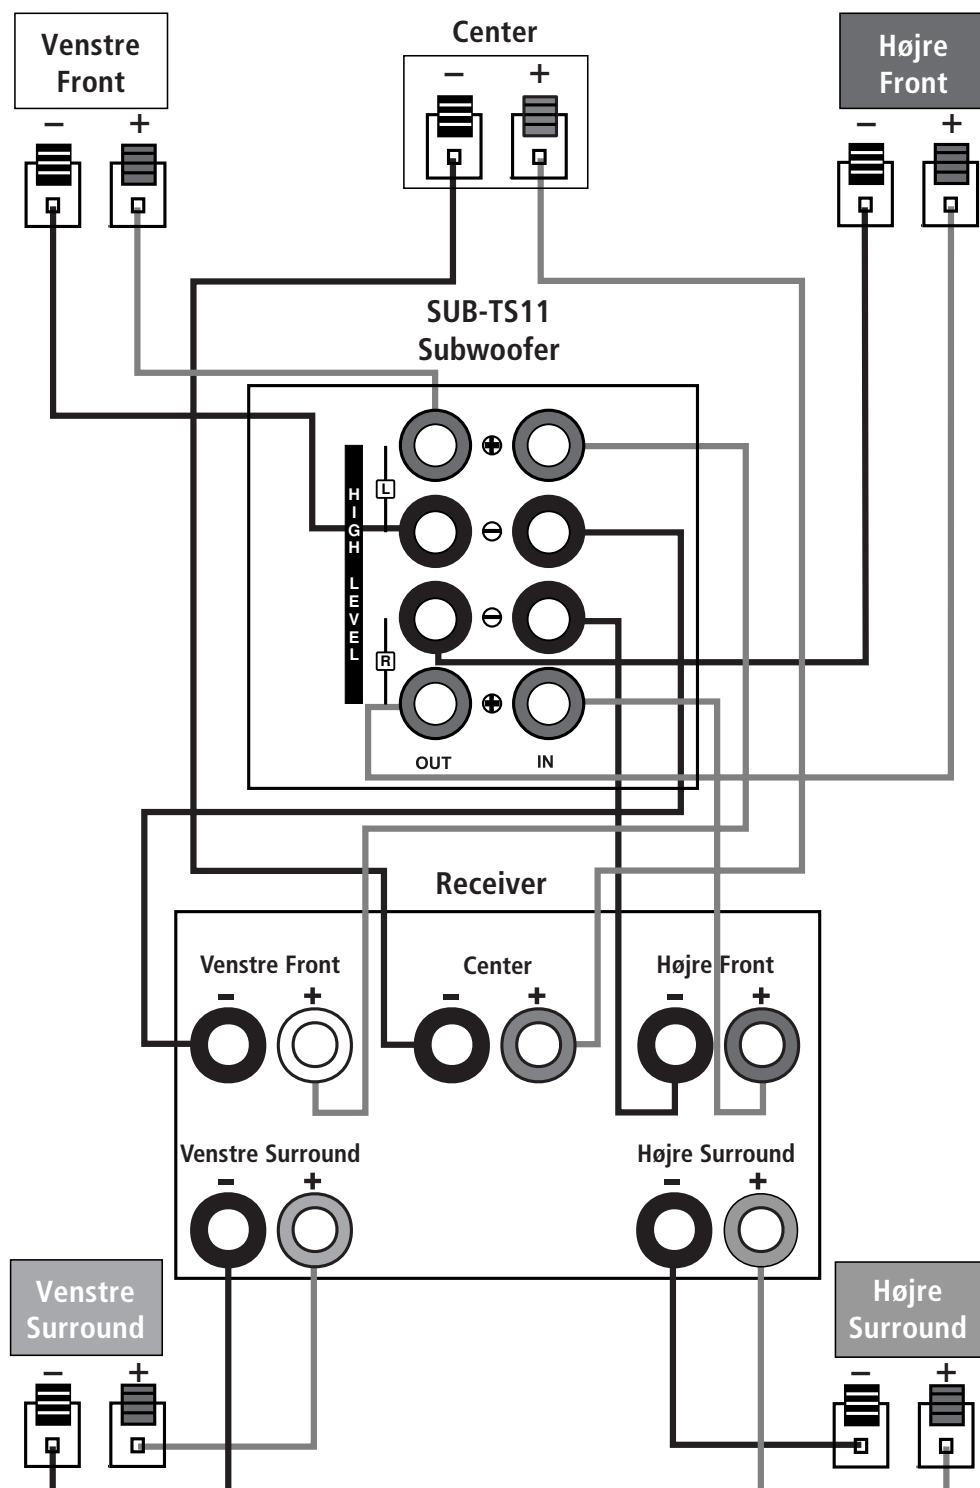 Venstre
Front
Center
Højre
Front
− +
− +
− +
SUB-TS11
Subwoofer
HIGH LEVEL
L
R
OUT IN
Receiver
Venstre Front Center Højre Front
- + - + - +
Venstre Surround Højre Surround
- + - +
Venstre
Surround
Højre
Surround
− +
− +